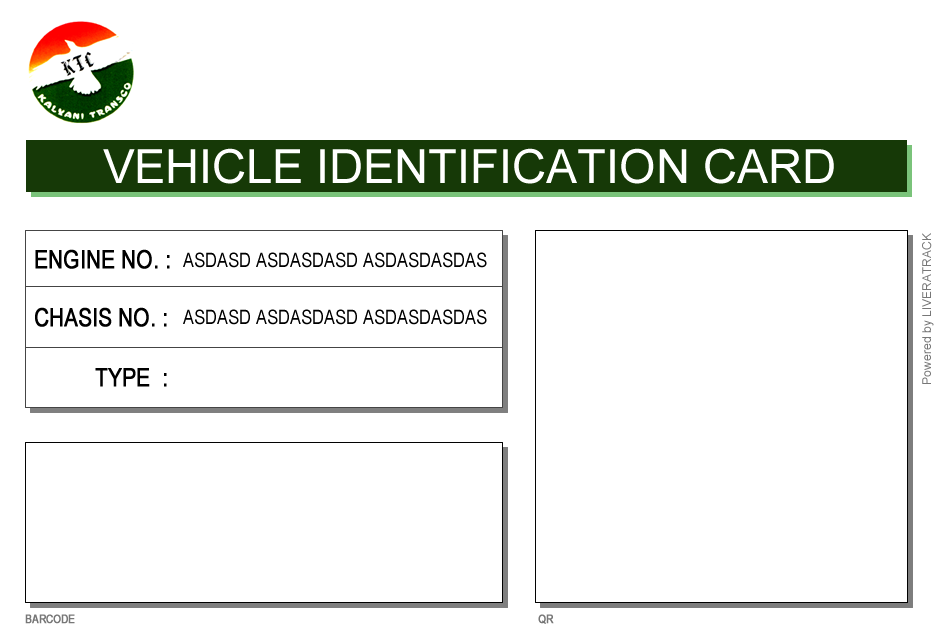 KTC
KALYANI TRANSCO
VEHICLE IDENTIFICATION CARD
ENGINE NO. : ASDASD ASDASDASD ASDASDASDAS
CHASIS NO. : ASDASD ASDASDASD ASDASDASDAS
TYPE :
BARCODE
QR
Powered by LIVERATRACK